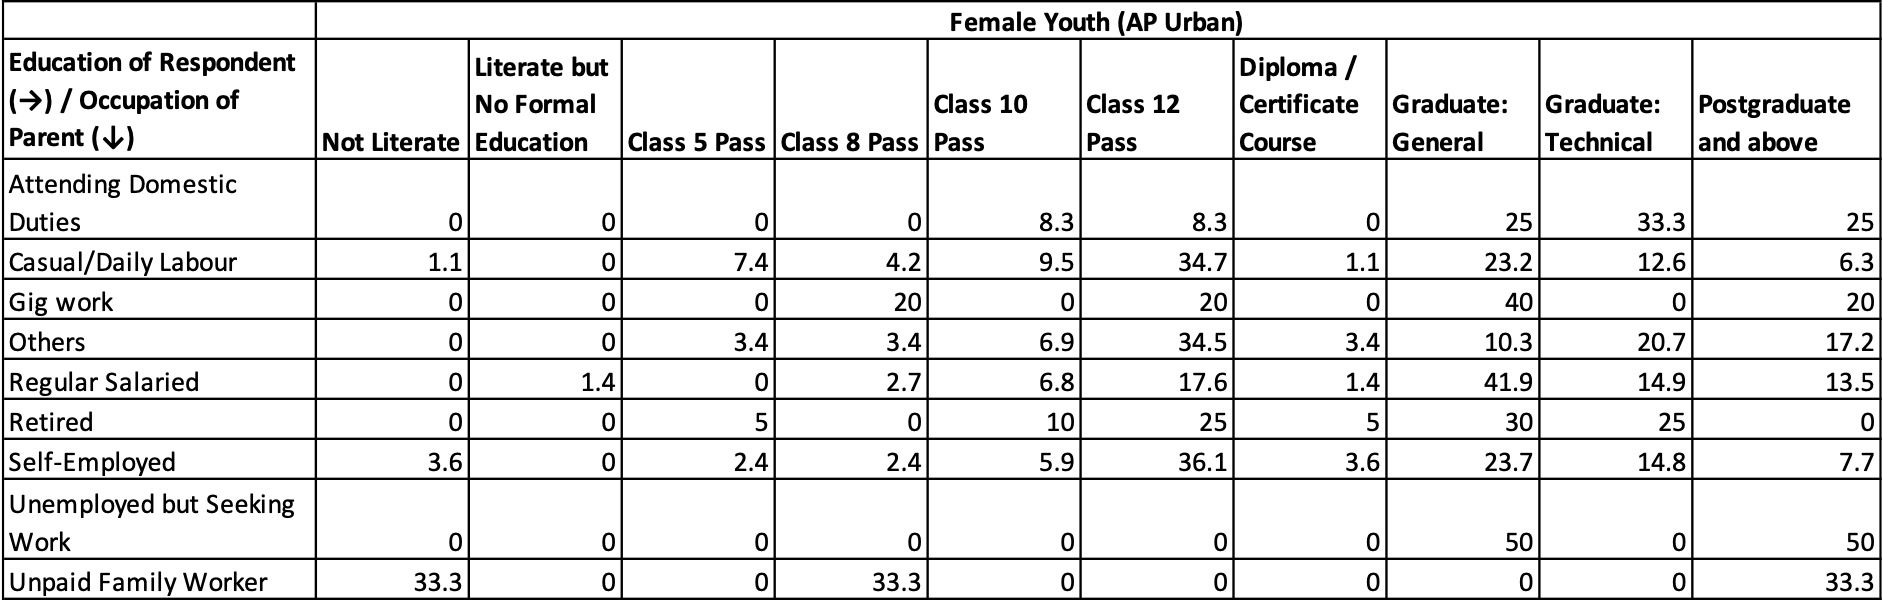 Female Youth (AP Urban)
Education of Respondent (→) / Occupation of Parent (↓) Not Literate Literate but No Formal Education Class 5 Pass Class 8 Pass Class 10 Pass Class 12 Pass Diploma / Certificate Course Graduate: General Graduate: Technical Postgraduate and above
Attending Domestic Duties 0 0 0 0 8.3 8.3 0 25 33.3 25
Casual/Daily Labour 1.1 0 7.4 4.2 9.5 34.7 1.1 23.2 12.6 6.3
Gig work 0 0 0 20 0 20 0 40 0 20
Others 0 0 3.4 3.4 6.9 34.5 3.4 10.3 20.7 17.2
Regular Salaried 0 1.4 0 2.7 6.8 17.6 1.4 41.9 14.9 13.5
Retired 0 0 5 0 10 25 5 30 25 0
Self-Employed 3.6 0 2.4 2.4 5.9 36.1 3.6 23.7 14.8 7.7
Unemployed but Seeking Work 0 0 0 0 0 0 0 50 0 50
Unpaid Family Worker 33.3 0 0 33.3 0 0 0 0 0 33.3